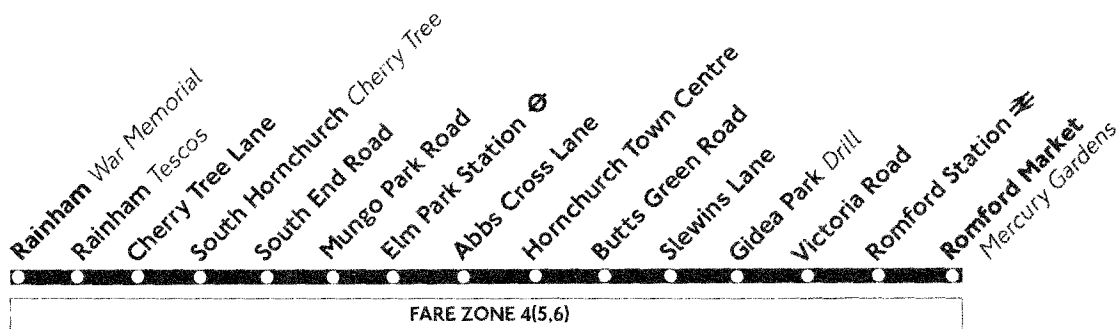 Rainham War Memorial
Rainham Tescos
Cherry Tree Lane
South Hornchurch Cherry Tree
South End Road
Mungo Park Road
Elm Park Station
Abbs Cross Lane
Hornchurch Town Centre
Butts Green Road
Slewins Lane
Gidea Park Drill
Victoria Road
Romford Station
Romford Market
Mercury Gardens
FARE ZONE 4(5,6)